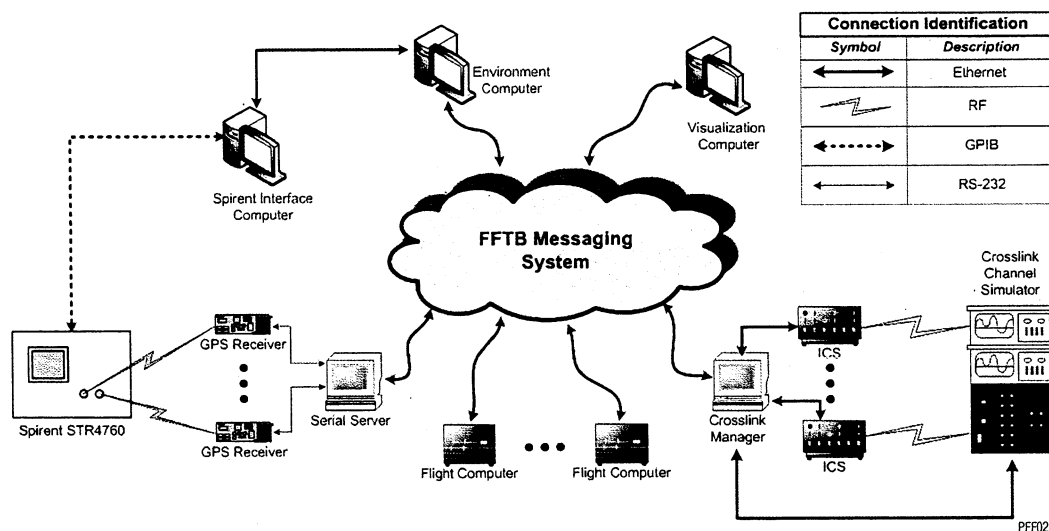 Connection Identification
Symbol Description
Ethernet
RF
GPIB
RS-232
Environment
Computer
Visualization
Computer
Spirent Interface
Computer
FFTB Messaging
System
Crosslink
Channel
Simulator
GPS Receiver
ICS
Spirent STR4760
Serial Server
Crosslink
Manager
GPS Receiver
ICS
Flight Computer
Flight Computer
PFF02